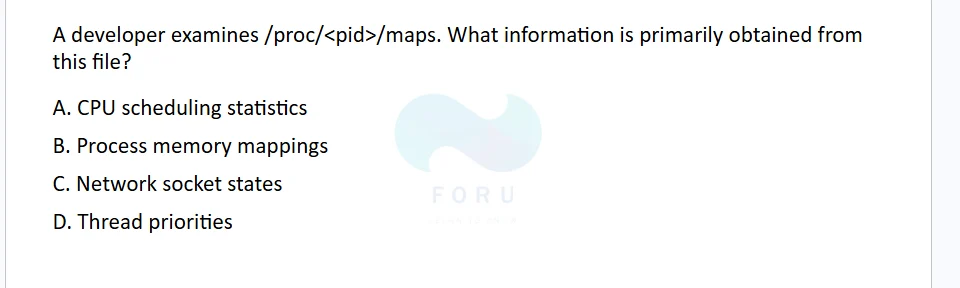 A developer examines /proc/<pid>/maps. What information is primarily obtained from
this file?
A. CPU scheduling statistics
B. Process memory mappings
C. Network socket states
D. Thread priorities
FORU